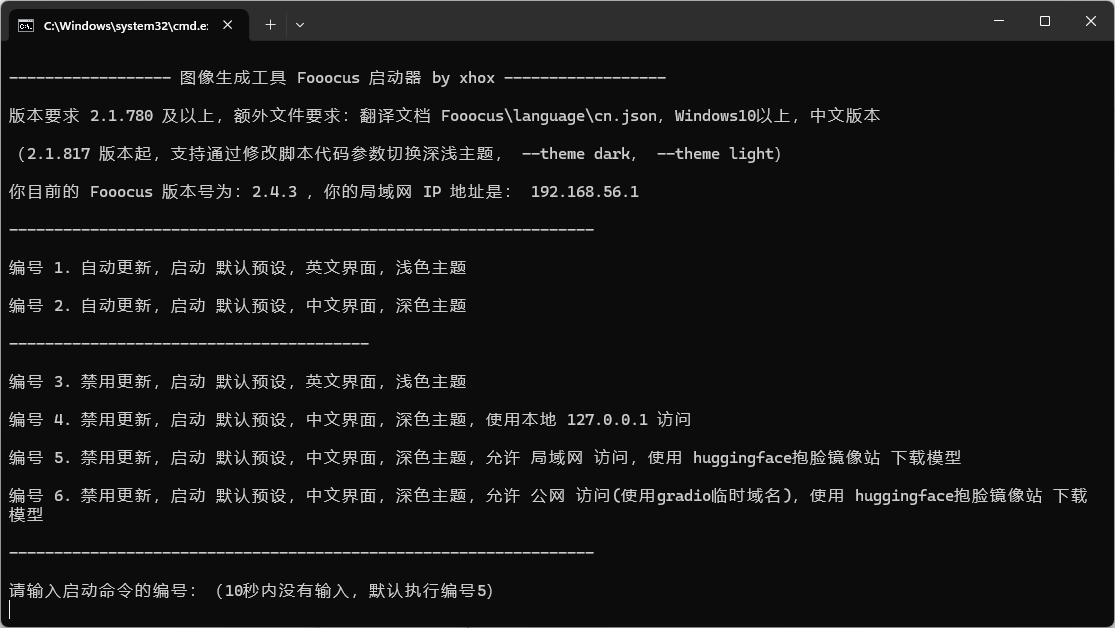 C:\Windows\system32\cmd.e:
------------------ 图像生成工具 Fooocus 启动器 by xhox ------------------
版本要求 2.1.780 及以上，额外文件要求：翻译文档 Fooocus\language\cn.json，Windows10以上，中文版本
（2.1.817 版本起，支持通过修改脚本代码参数切换深浅主题， --theme dark， --theme light）
你目前的 Fooocus 版本号为：2.4.3 ，你的局域网 IP 地址是： 192.168.56.1
-----------------------------------------------------------------
编号 1. 自动更新，启动 默认预设，英文界面，浅色主题
编号 2. 自动更新，启动 默认预设，中文界面，深色主题
----------------------------------------
编号 3. 禁用更新，启动 默认预设，英文界面，浅色主题
编号 4. 禁用更新，启动 默认预设，中文界面，深色主题，使用本地 127.0.0.1 访问
编号 5. 禁用更新，启动 默认预设，中文界面，深色主题，允许 局域网 访问，使用 huggingface抱脸镜像站 下载模型
编号 6. 禁用更新，启动 默认预设，中文界面，深色主题，允许 公网 访问(使用gradio临时域名)，使用 huggingface抱脸镜像站 下载
模型
-----------------------------------------------------------------
请输入启动命令的编号：（10秒内没有输入，默认执行编号5）